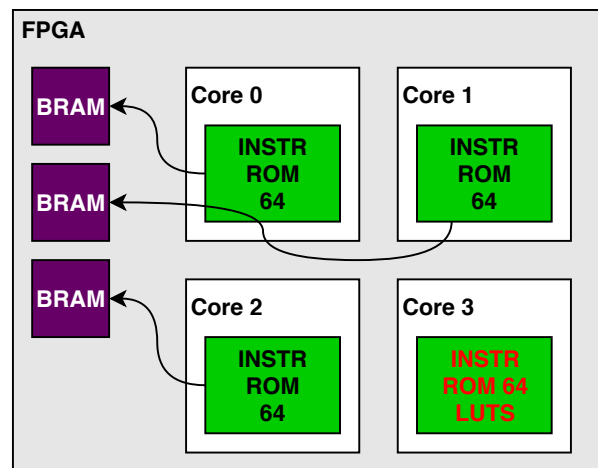 FPGA
BRAM
BRAM
BRAM
Core 0
INSTR
ROM
64
Core 1
INSTR
ROM
64
Core 2
INSTR
ROM
64
Core 3
INSTR
ROM 64
LUTS